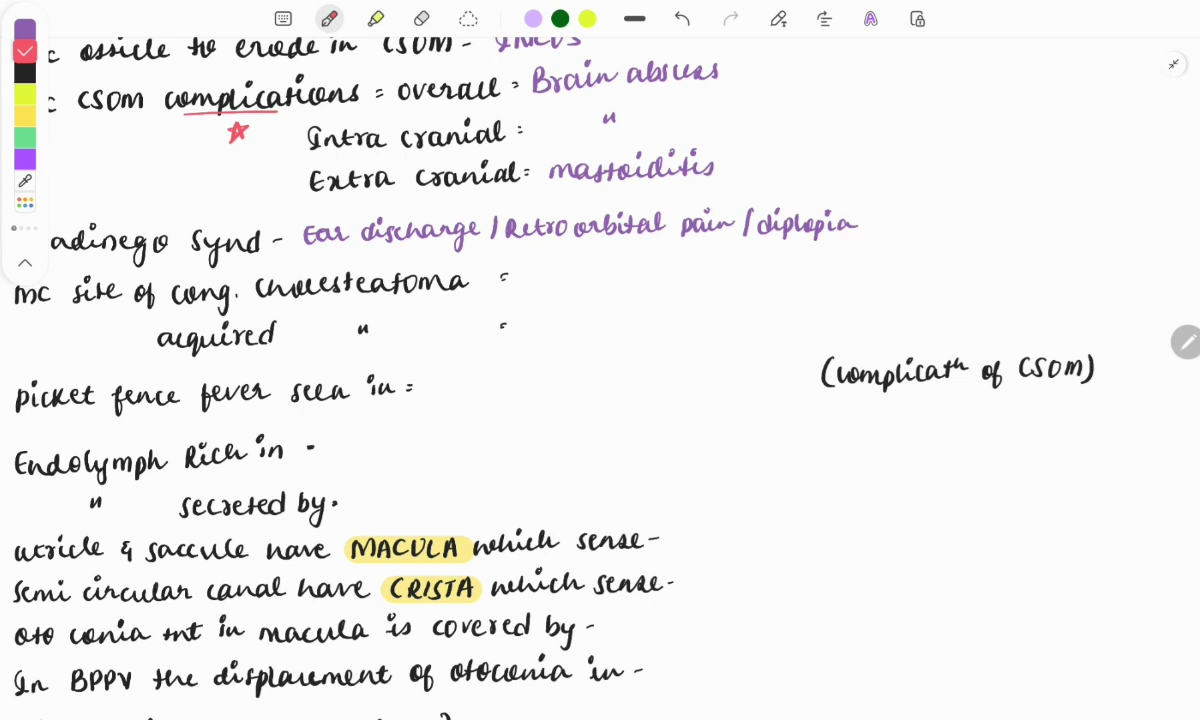 c ossicle to erode in CSOM - Incus
c CSOM complications = overall = Brain abscess
Intra cranial = "
Extra cranial = mastoiditis
adinego Synd - Ear discharge / Retro orbital pain / diplopia
MC site of cong. cholesteatoma =
acquired " =
(complicatn of CSOM)
Picket fence fever seen in =
Endolymph Rich in -
" secreted by.
utricle & saccule have MACULA which sense -
Semi circular canal have CRISTA which sense -
oto conia in macula is covered by -
In BPPV the displacement of otoconia in -